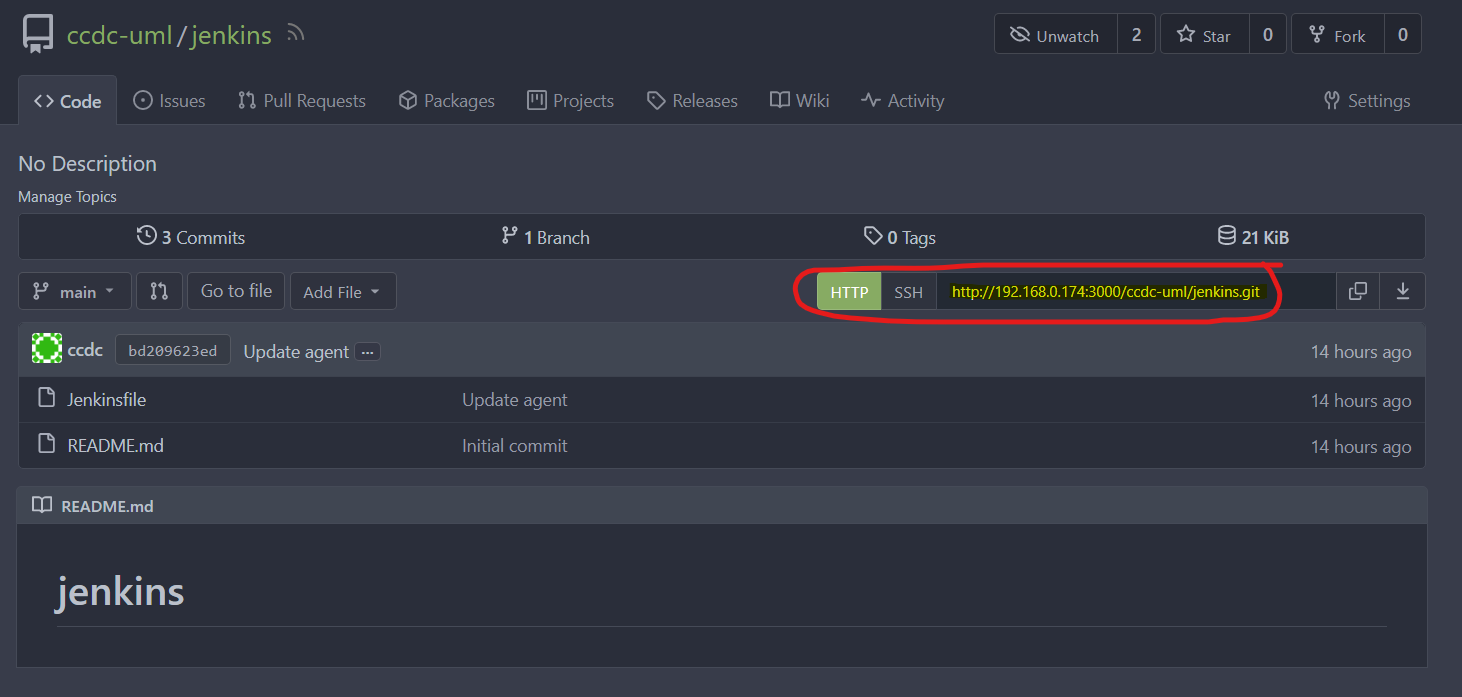 ccdc-uml/jenkins
Unwatch 2 Star 0 Fork 0
Code Issues Pull Requests Packages Projects Releases Wiki Activity Settings
No Description
Manage Topics
3 Commits 1 Branch 0 Tags 21 KiB
main Go to file Add File HTTP SSH http://192.168.0.174:3000/ccdc-uml/jenkins.git
ccdc bd209623ed Update agent ... 14 hours ago
Jenkinsfile Update agent 14 hours ago
README.md Initial commit 14 hours ago
README.md
jenkins